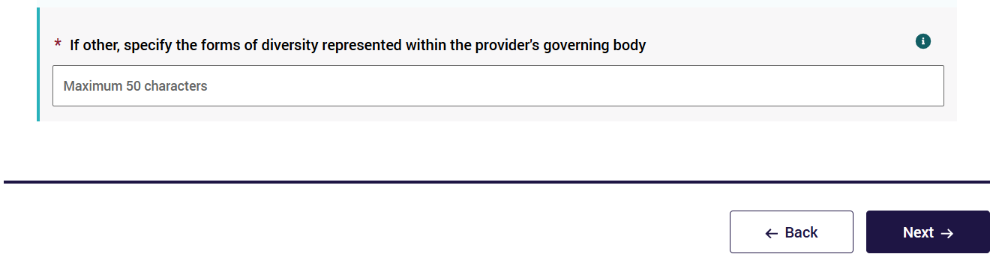 * If other, specify the forms of diversity represented within the provider's governing body
i
Maximum 50 characters
← Back
Next →